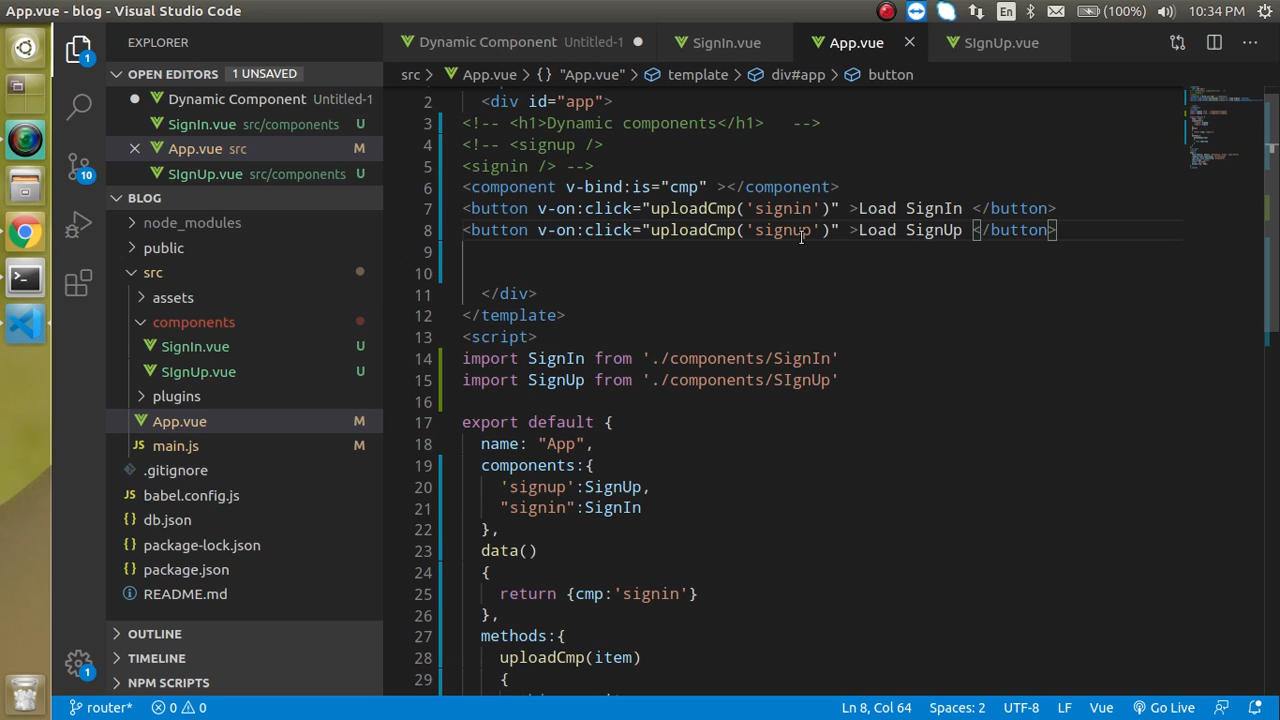 App.vue - blog - Visual Studio Code
En
(100%)
10:34 PM
1
10
1
EXPLORER
OPEN EDITORS 1 UNSAVED
Dynamic Component Untitled-1
SignIn.vue src/components U
App.vue src M
SIgnUp.vue src/components U
BLOG
node_modules
public
src
assets
components
SignIn.vue U
SIgnUp.vue U
plugins
App.vue M
main.js M
.gitignore
babel.config.js
db.json
package-lock.json
package.json
README.md
OUTLINE
TIMELINE
NPM SCRIPTS
Dynamic Component Untitled-1
SignIn.vue
App.vue
SIgnUp.vue
src > App.vue > {} "App.vue" > template > div#app > button
2 <div id="app">
3 <!-- <h1>Dynamic components</h1> -->
4 <!-- <signup />
5 <signin /> -->
6 <component v-bind:is="cmp" ></component>
7 <button v-on:click="uploadCmp('signin')" >Load SignIn </button>
8 <button v-on:click="uploadCmp('signup')" >Load SignUp </button>
9
10
11 </div>
12 </template>
13 <script>
14 import SignIn from './components/SignIn'
15 import SignUp from './components/SIgnUp'
16
17 export default {
18 name: "App",
19 components:{
20 'signup':SignUp,
21 "signin":SignIn
22 },
23 data()
24 {
25 return {cmp:'signin'}
26 },
27 methods:{
28 uploadCmp(item)
29 {
router* 0 0
Ln 8, Col 64
Spaces: 2
UTF-8
LF
Vue
Go Live